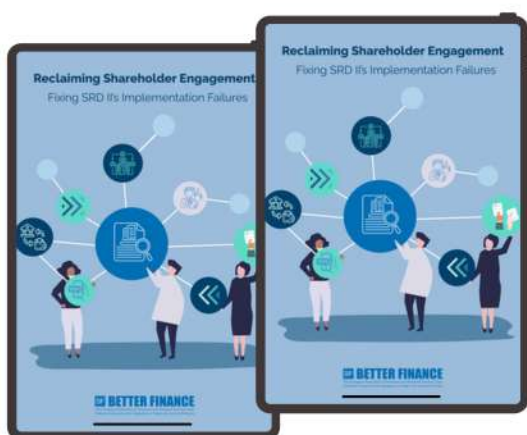 Reclaiming Shareholder Engagement
Fixing SRD II's Implementation Failures
BETTER FINANCE
Reclaiming Shareholder Engagement
Fixing SRD II's Implementation Failures
BETTER FINANCE